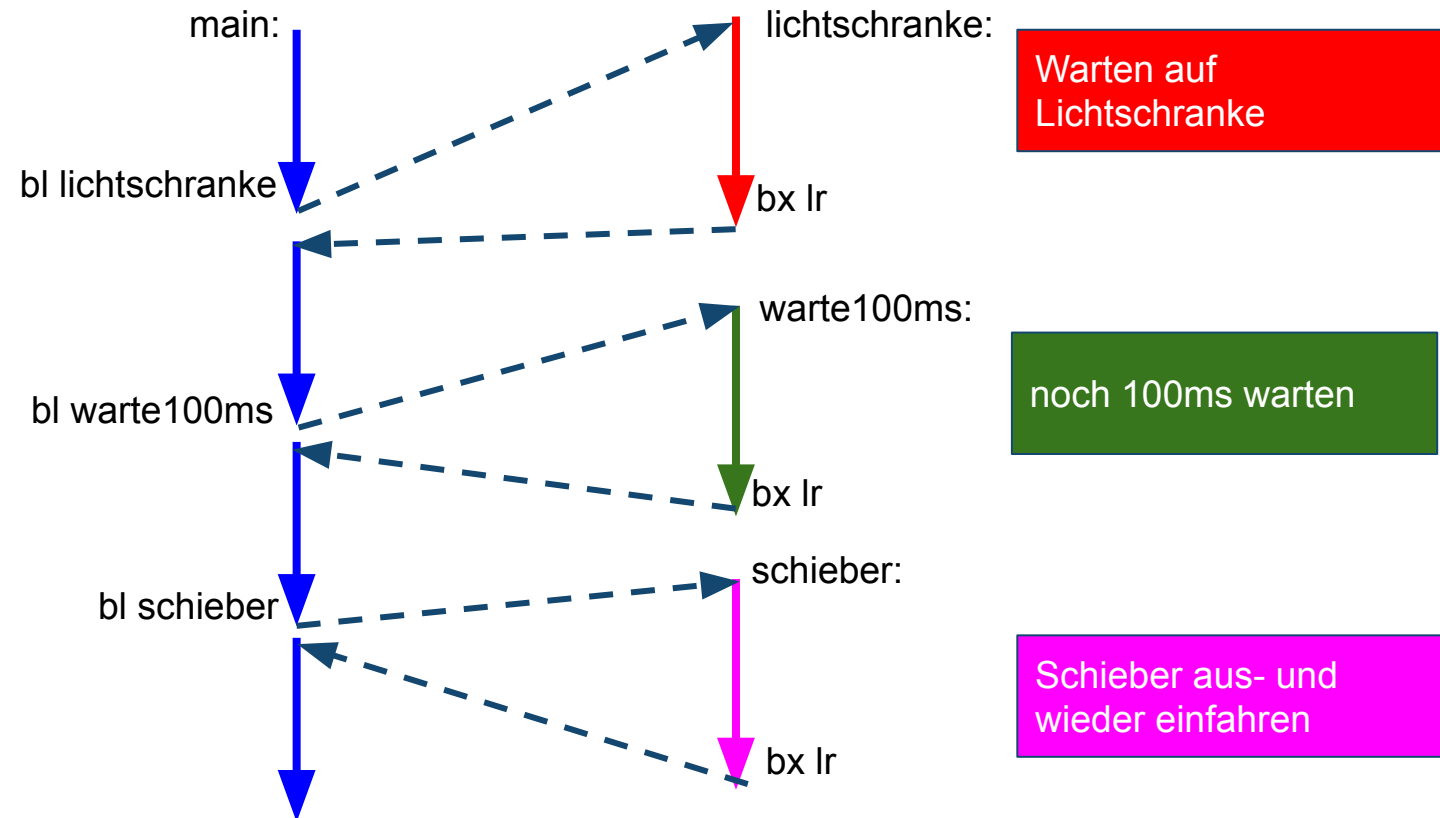 main:
lichtschranke:
Warten auf
Lichtschranke
bl lichtschranke
bx lr
warte100ms:
noch 100ms warten
bl warte100ms
bx lr
schieber:
bl schieber
Schieber aus- und
wieder einfahren
bx lr